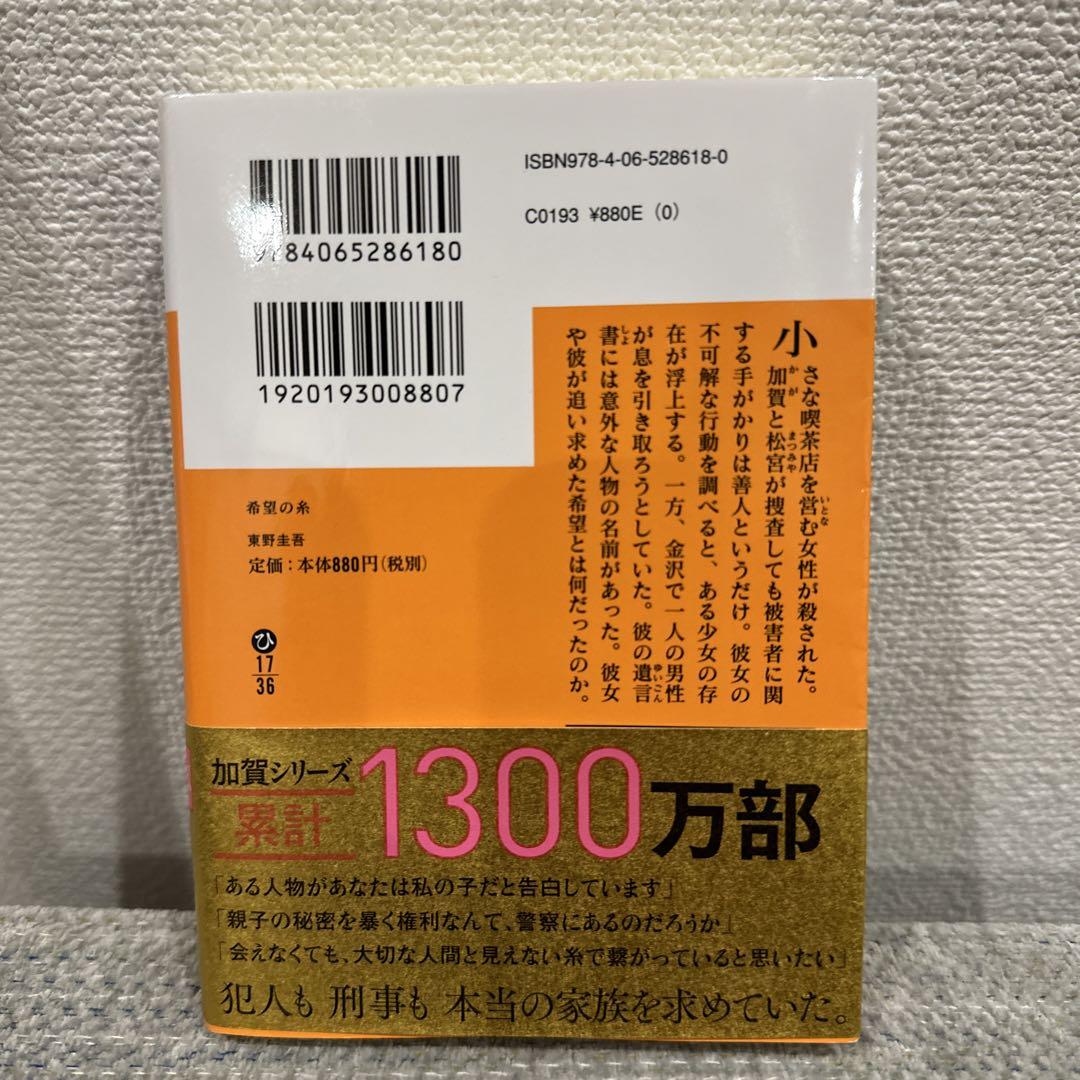 9784065286180
ISBN978-4-06-528618-0
C0193 ¥880E (0)
1920193008807
小さな喫茶店を営む女性が殺された。
加賀と松宮が捜査しても被害者に関
する手がかりは善人というだけ。彼女の
不可解な行動を調べると、ある少女の存
在が浮上する。一方、金沢で一人の男性
が息を引き取ろうとしていた。彼の遺言
書には意外な人物の名前があった。彼女
や彼が追い求めた希望とは何だったのか。
希望の糸
東野圭吾
定価：本体880円(税別)
ひ
17
36
加賀シリーズ
累計
1300万部
「ある人物があなたは私の子だと告白しています」
「親子の秘密を暴く権利なんて、警察にあるのだろうか」
「会えなくても、大切な人間と見えない糸で繋がっていると思いたい」
犯人も 刑事も 本当の家族を求めていた。